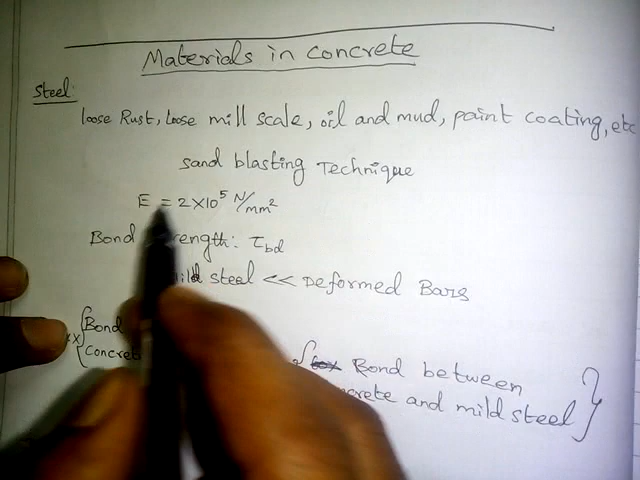 Materials in concrete
Steel:
loose Rust, Loose mill scale, oil and mud, paint coating, etc
sand blasting Technique
E = 2×10⁵ N/mm²
Bond : τbd
steel << Deformed Bars
xx { Bond
Concret
{ Bond between
and mild steel }